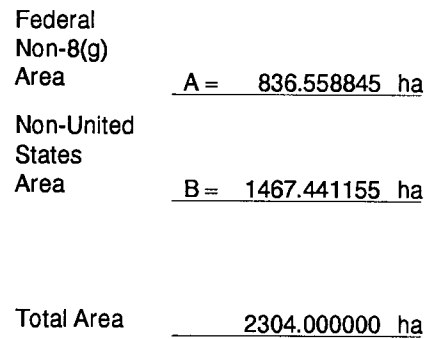 Federal
Non-8(g)
Area A = 836.558845 ha
Non-United
States
Area B = 1467.441155 ha
Total Area 2304.000000 ha